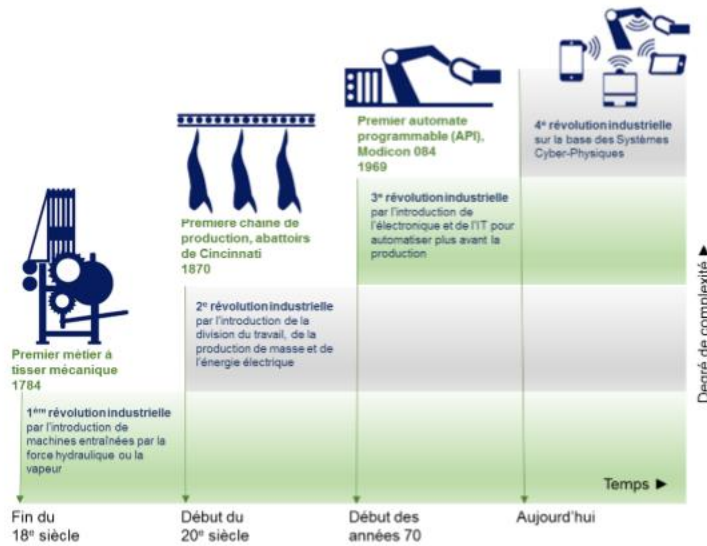 Premier métier à
tisser mécanique
1784
1ère révolution industrielle
par l'introduction de
machines entraînées par la
force hydraulique ou la
vapeur
Première chaîne de
production, abattoirs
de Cincinnati
1870
2e révolution industrielle
par l'introduction de la
division du travail, de la
production de masse et de
l'énergie électrique
Premier automate
programmable (API),
Modicon 084
1969
3e révolution industrielle
par l'introduction de
l'électronique et de l'IT pour
automatiser plus avant la
production
4e révolution industrielle
sur la base des Systèmes
Cyber-Physiques
Degré de complexité ►
Temps ►
Fin du
18e siècle
Début du
20e siècle
Début des
années 70
Aujourd'hui